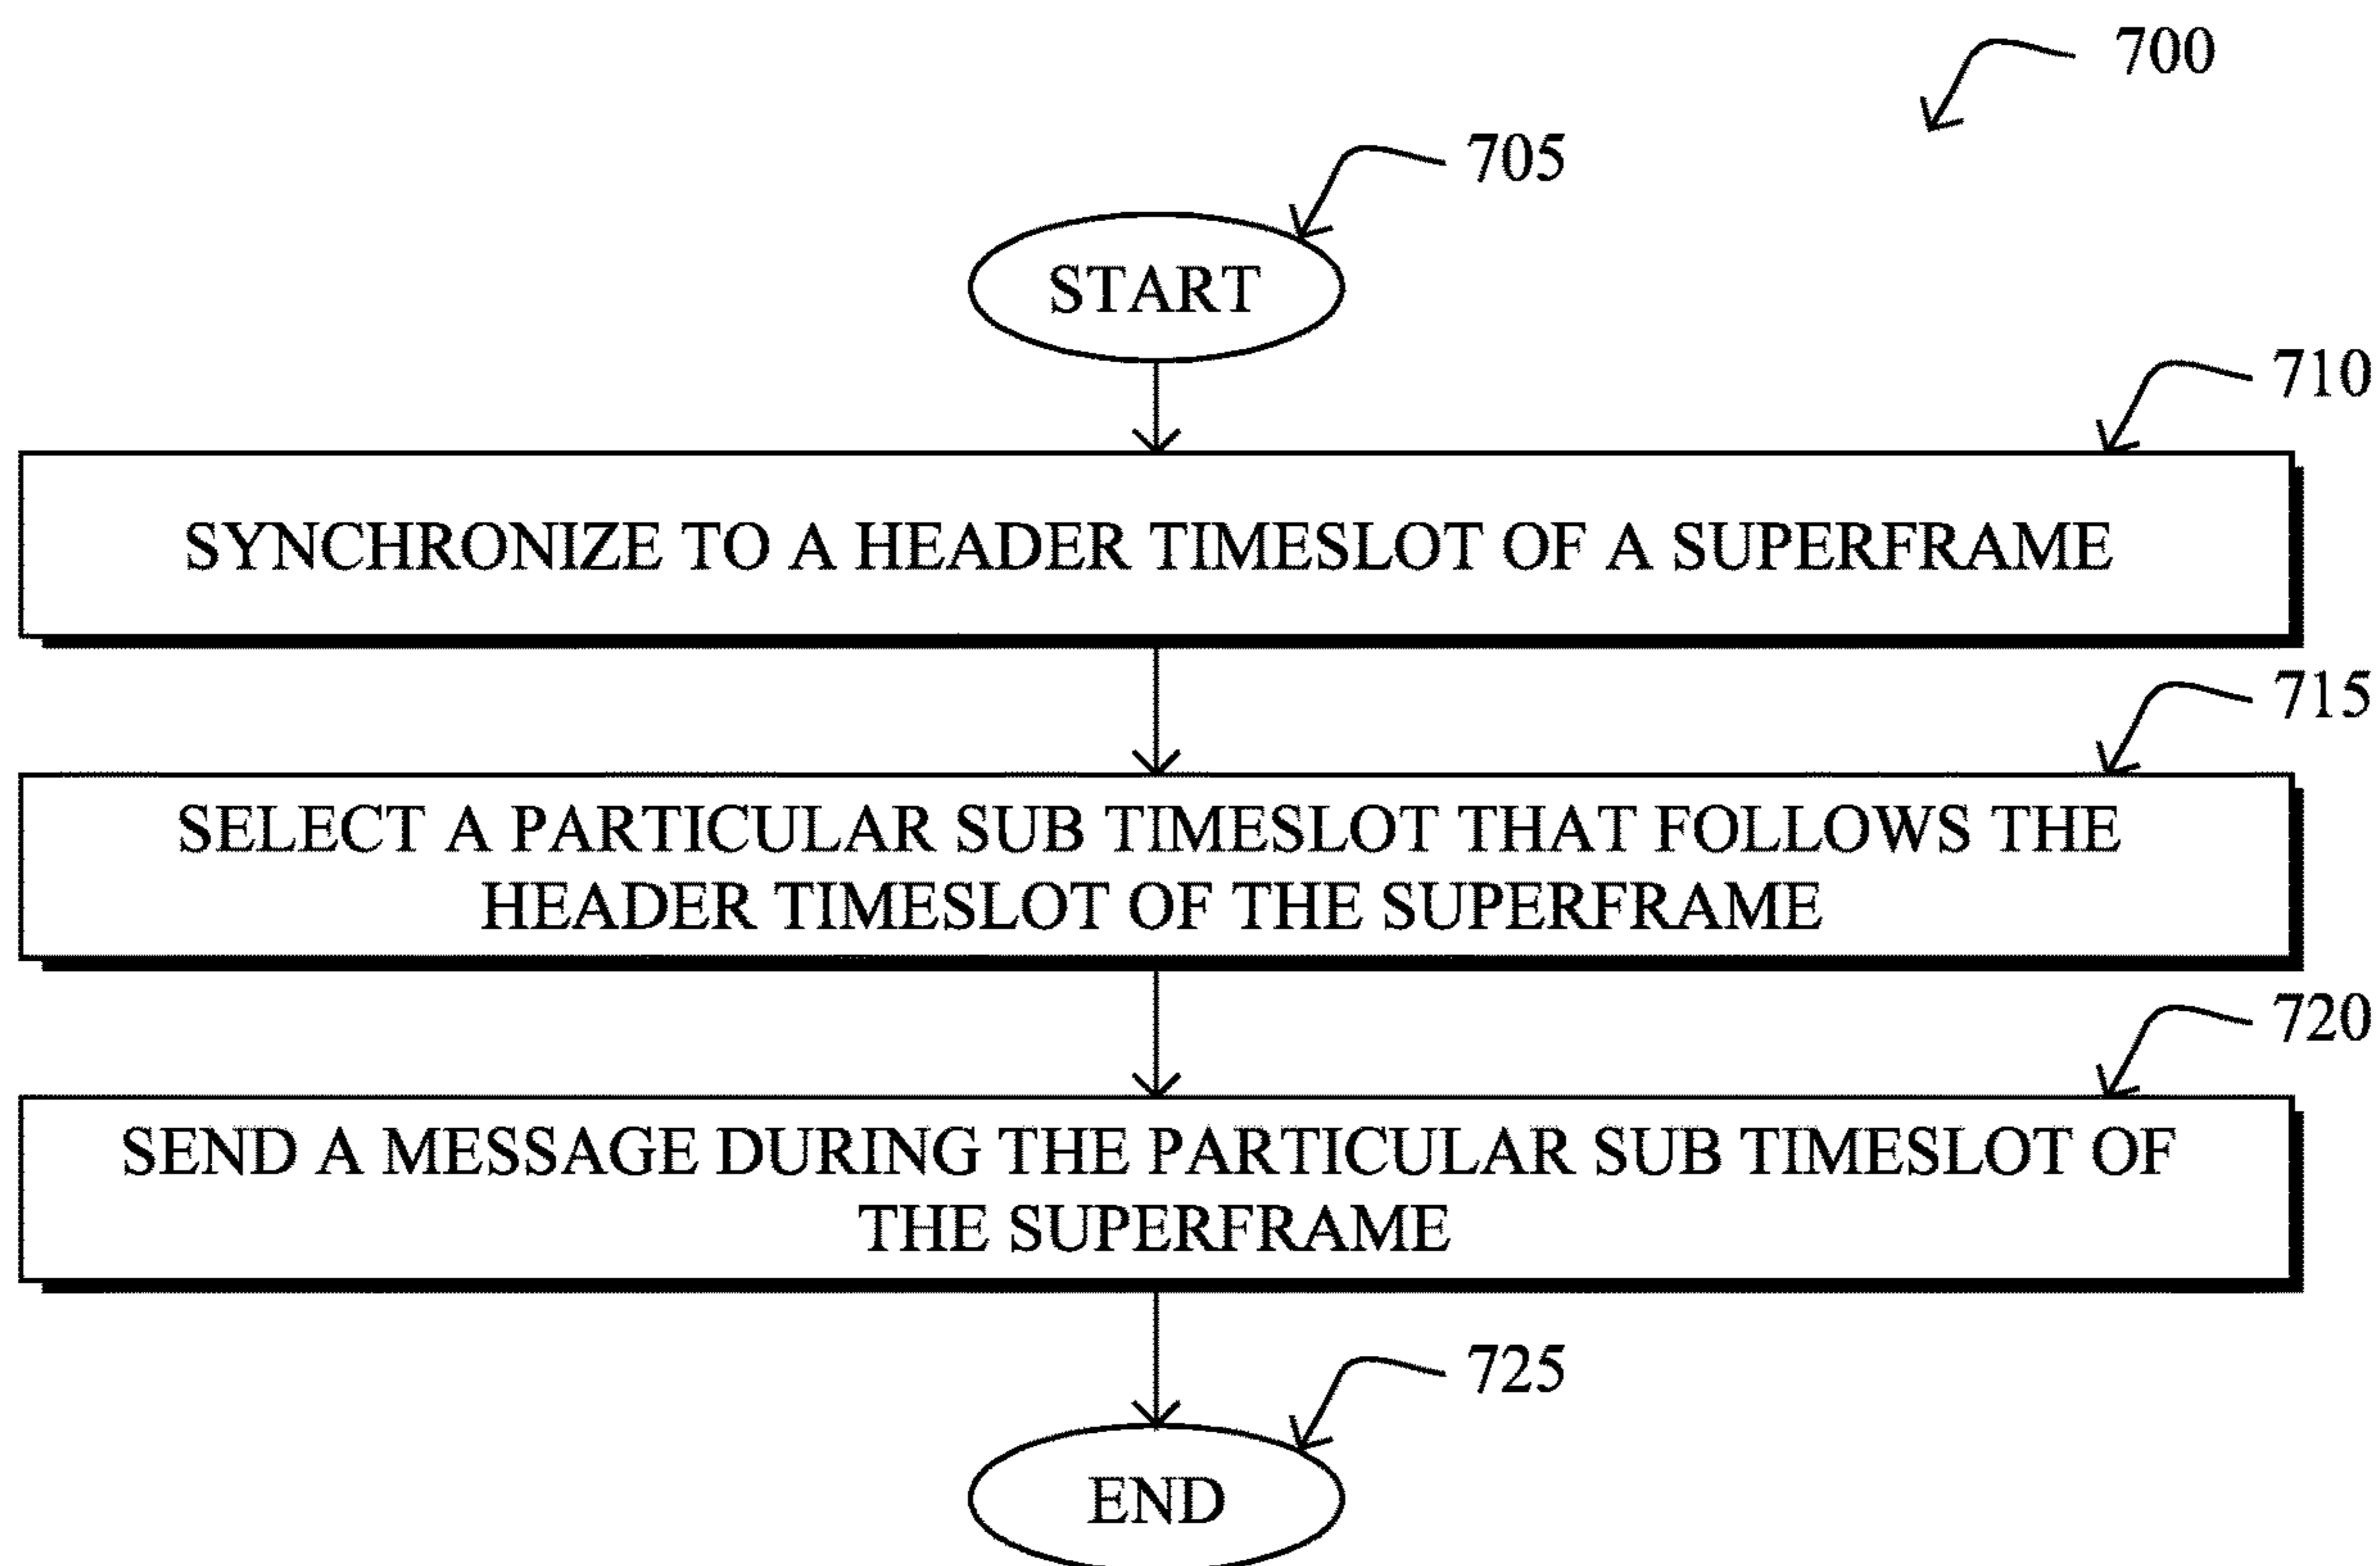 700
705
START
710
SYNCHRONIZE TO A HEADER TIMESLOT OF A SUPERFRAME
715
SELECT A PARTICULAR SUB TIMESLOT THAT FOLLOWS THE
HEADER TIMESLOT OF THE SUPERFRAME
720
SEND A MESSAGE DURING THE PARTICULAR SUB TIMESLOT OF
THE SUPERFRAME
725
END